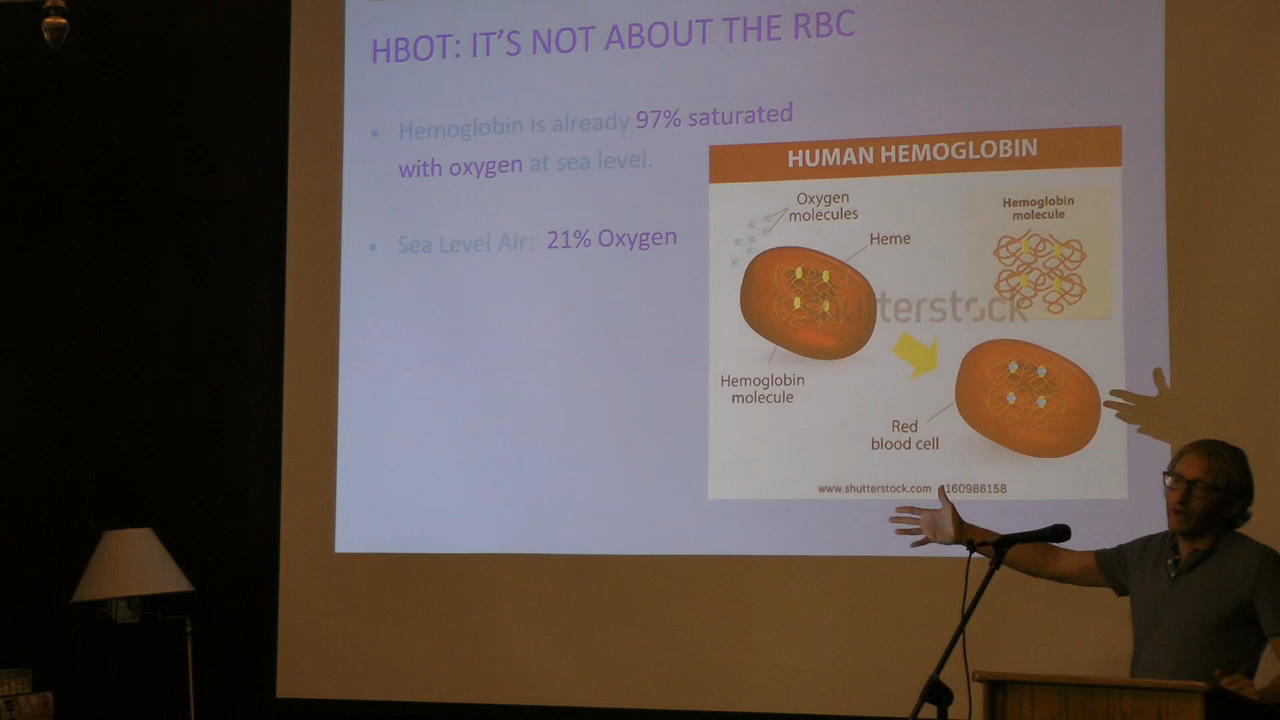 HBOT: IT'S NOT ABOUT THE RBC
• Hemoglobin is already 97% saturated
with oxygen at sea level.
• Sea Level Air: 21% Oxygen
HUMAN HEMOGLOBIN
Oxygen
molecules
Heme
Hemoglobin
molecule
Hemoglobin
molecule
Red
blood cell
shutterstock
www.shutterstock.com 160986158